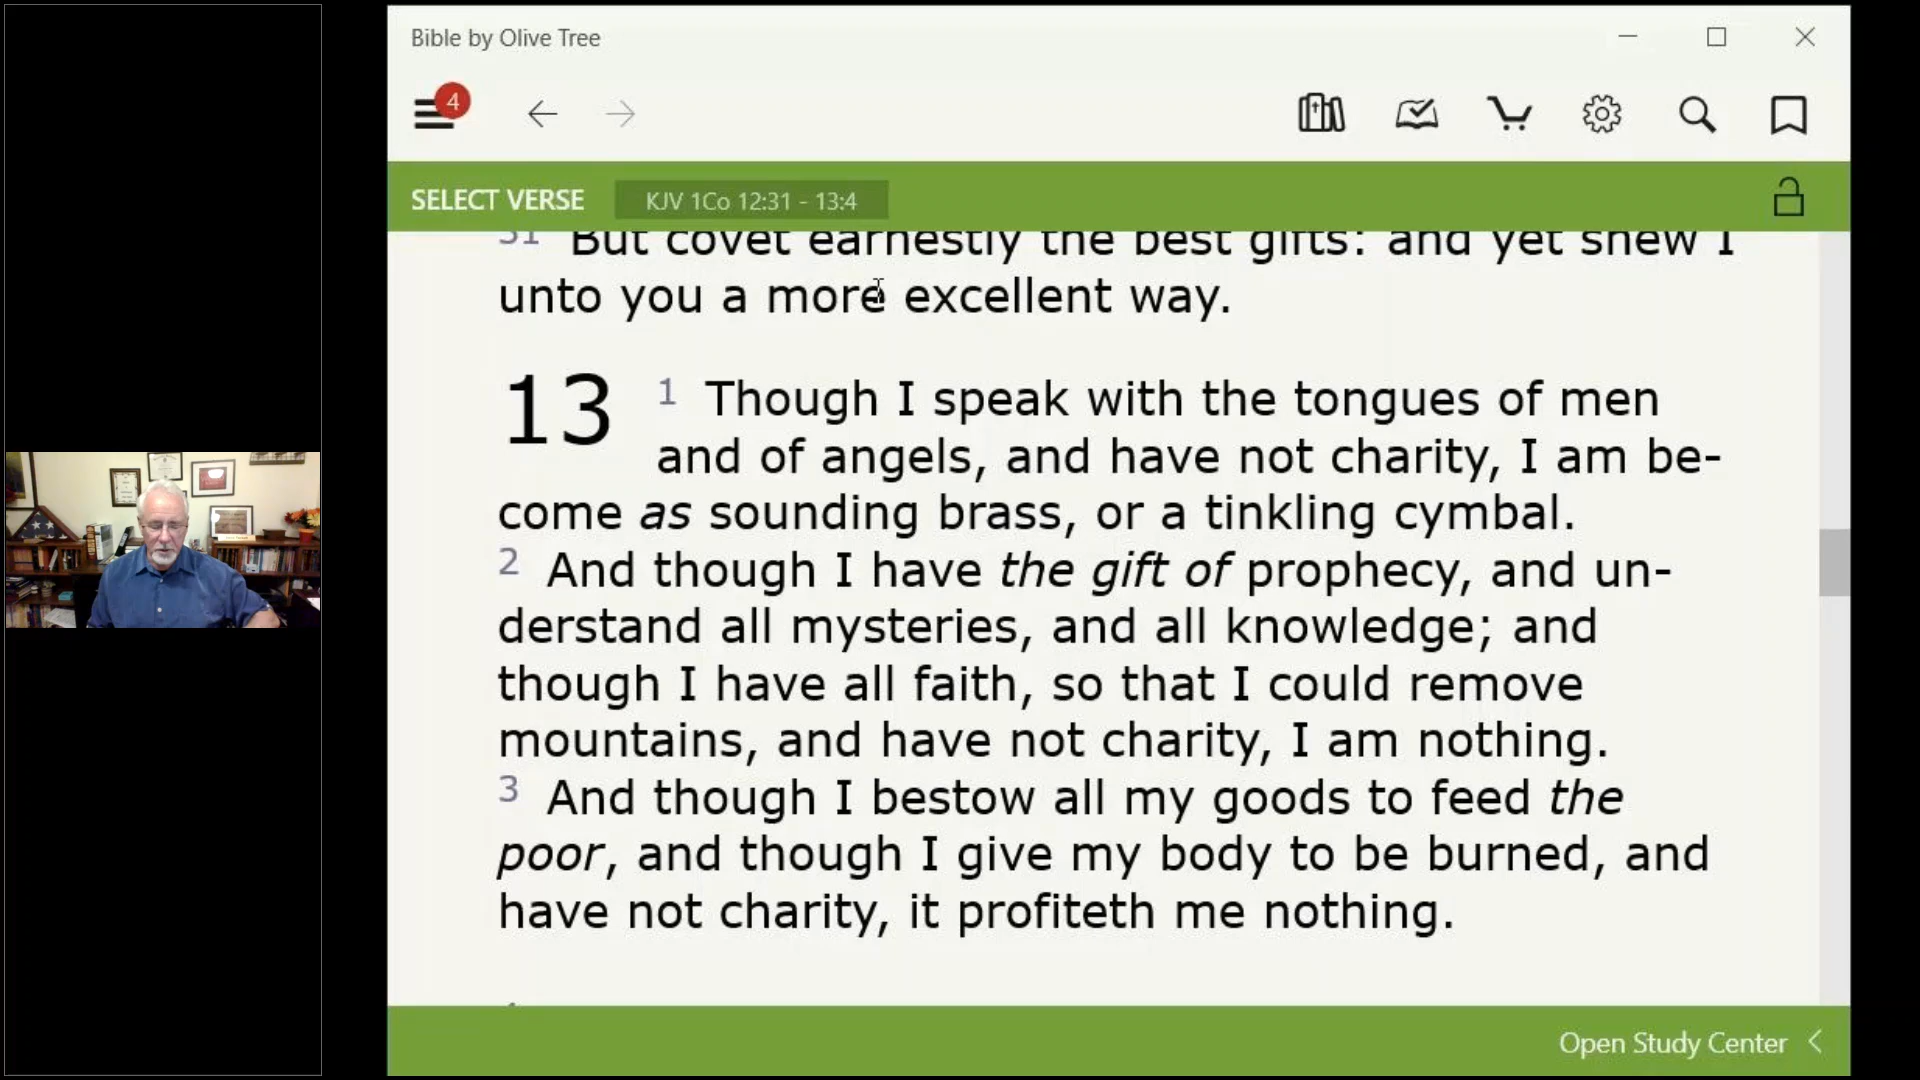 Bible by Olive Tree
4
SELECT VERSE
KJV 1Co 12:31 - 13:4
31 But covet earnestly the best gifts: and yet shew I
unto you a more excellent way.
13
1 Though I speak with the tongues of men
and of angels, and have not charity, I am be-
come as sounding brass, or a tinkling cymbal.
2 And though I have the gift of prophecy, and un-
derstand all mysteries, and all knowledge; and
though I have all faith, so that I could remove
mountains, and have not charity, I am nothing.
3 And though I bestow all my goods to feed the
poor, and though I give my body to be burned, and
have not charity, it profiteth me nothing.
Open Study Center